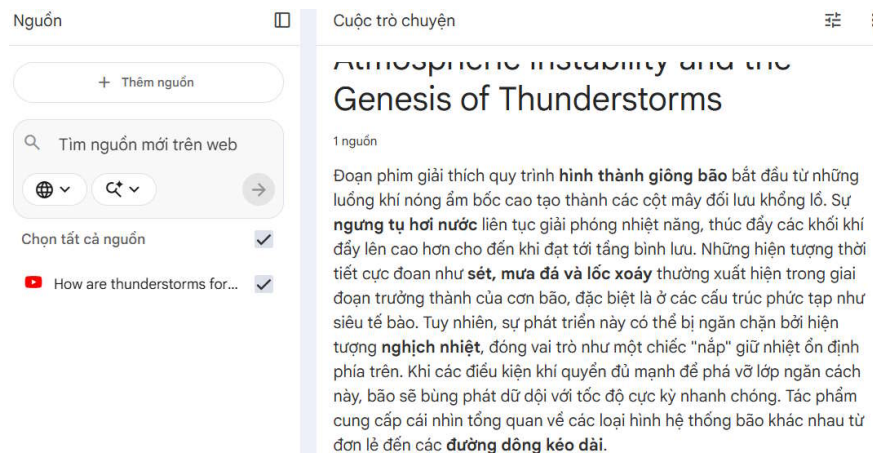 Nguồn
Thêm nguồn
Tìm nguồn mới trên web
Chọn tất cả nguồn
How are thunderstorms for...
Cuộc trò chuyện
Atmospheric Instability and the
Genesis of Thunderstorms
1 nguồn
Đoạn phim giải thích quy trình hình thành giông bão bắt đầu từ những
luồng khí nóng ẩm bốc cao tạo thành các cột mây đối lưu khổng lồ. Sự
ngưng tụ hơi nước liên tục giải phóng nhiệt năng, thúc đẩy các khối khí
đẩy lên cao hơn cho đến khi đạt tới tầng bình lưu. Những hiện tượng thời
tiết cực đoan như sét, mưa đá và lốc xoáy thường xuất hiện trong giai
đoạn trưởng thành của cơn bão, đặc biệt là ở các cấu trúc phức tạp như
siêu tế bào. Tuy nhiên, sự phát triển này có thể bị ngăn chặn bởi hiện
tượng nghịch nhiệt, đóng vai trò như một chiếc "nắp" giữ nhiệt ổn định
phía trên. Khi các điều kiện khí quyển đủ mạnh để phá vỡ lớp ngăn cách
này, bão sẽ bùng phát dữ dội với tốc độ cực kỳ nhanh chóng. Tác phẩm
cung cấp cái nhìn tổng quan về các loại hình hệ thống bão khác nhau từ
đơn lẻ đến các đường dông kéo dài.